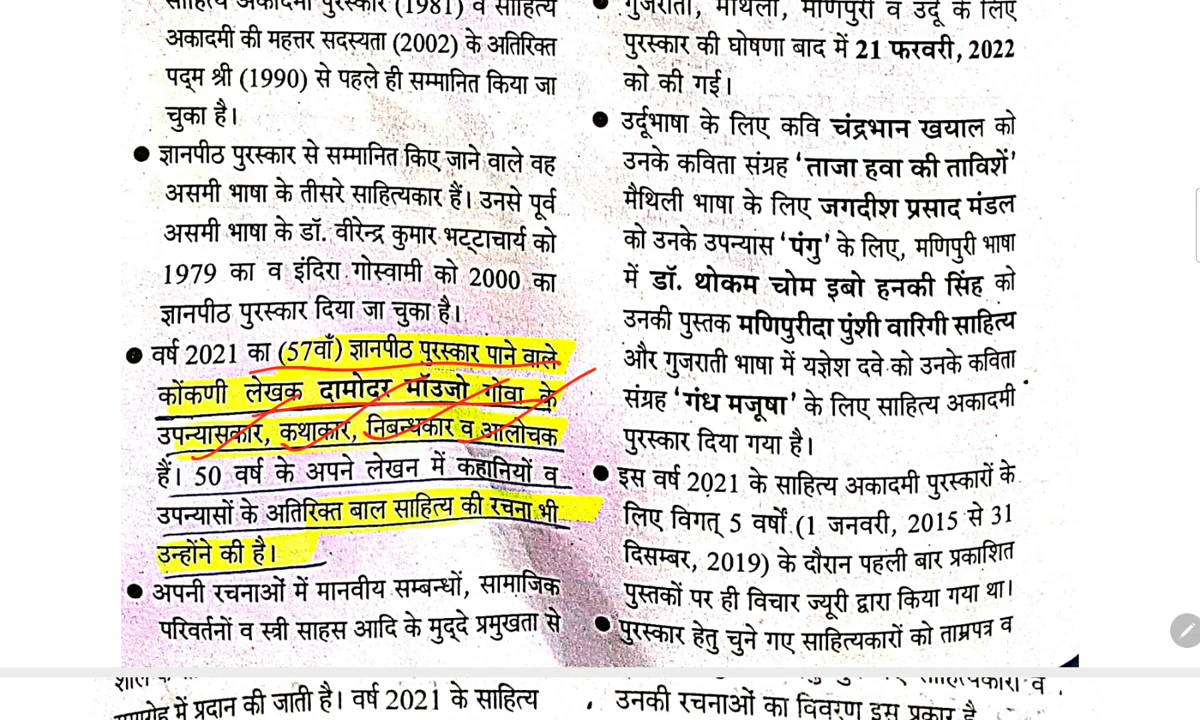 साहित्य अकादमी पुरस्कार (1981) व साहित्य
अकादमी की महत्तर सदस्यता (2002) के अतिरिक्त
पद्म श्री (1990) से पहले ही सम्मानित किया जा
चुका है।
● ज्ञानपीठ पुरस्कार से सम्मानित किए जाने वाले वह
असमी भाषा के तीसरे साहित्यकार हैं। उनसे पूर्व
असमी भाषा के डॉ. वीरेन्द्र कुमार भट्टाचार्य को
1979 का व इंदिरा गोस्वामी को 2000 का
ज्ञानपीठ पुरस्कार दिया जा चुका है।
● वर्ष 2021 का (57वाँ) ज्ञानपीठ पुरस्कार पाने वाले
कोंकणी लेखक दामोदर मॉउजो गोवा के
उपन्यासकार, कथाकार, निबन्धकार व आलोचक
हैं। 50 वर्ष के अपने लेखन में कहानियों व
उपन्यासों के अतिरिक्त बाल साहित्य की रचना भी
उन्होंने की है।
● अपनी रचनाओं में मानवीय सम्बन्धों, सामाजिक
परिवर्तनों व स्त्री साहस आदि के मुद्दे प्रमुखता से
में प्रदान की जाती है। वर्ष 2021 के साहित्य
● गुजराती, मैथिली, मणिपुरी व उर्दू के लिए
पुरस्कार की घोषणा बाद में 21 फरवरी, 2022
को की गई।
● उर्दूभाषा के लिए कवि चंद्रभान खयाल को
उनके कविता संग्रह 'ताजा हवा की ताविशें'
मैथिली भाषा के लिए जगदीश प्रसाद मंडल
को उनके उपन्यास 'पंगु' के लिए, मणिपुरी भाषा
में डॉ. थोकम चोम इबो हनकी सिंह को
उनकी पुस्तक मणिपुरीदा पुंशी वारिगी साहित्य
और गुजराती भाषा में यज्ञेश दवे को उनके कविता
संग्रह 'गंध मजूषा' के लिए साहित्य अकादमी
पुरस्कार दिया गया है।
● इस वर्ष 2021 के साहित्य अकादमी पुरस्कारों के
लिए विगत् 5 वर्षों (1 जनवरी, 2015 से 31
दिसम्बर, 2019) के दौरान पहली बार प्रकाशित
पुस्तकों पर ही विचार ज्यूरी द्वारा किया गया था।
● पुरस्कार हेतु चुने गए साहित्यकारों को ताम्रपत्र व
साहित्यकारों व
उनकी रचनाओं का विवरण इस प्रकार है